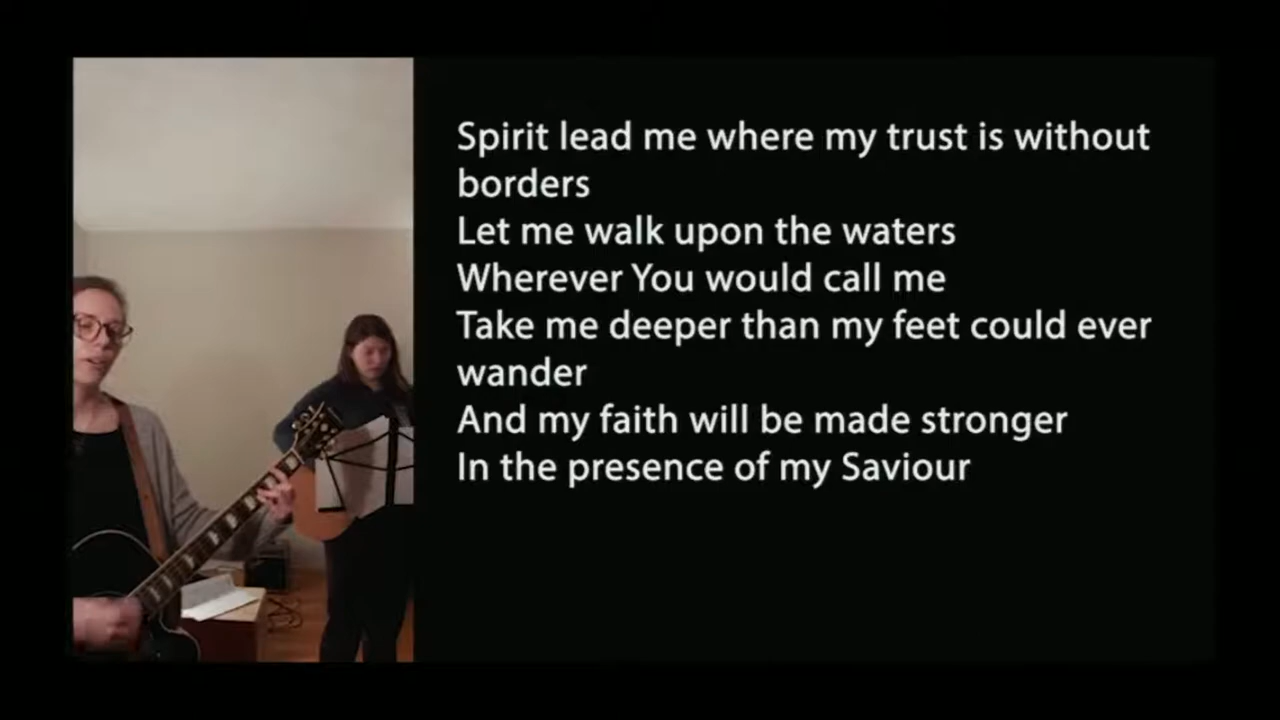 Spirit lead me where my trust is without
borders
Let me walk upon the waters
Wherever You would call me
Take me deeper than my feet could ever
wander
And my faith will be made stronger
In the presence of my Saviour